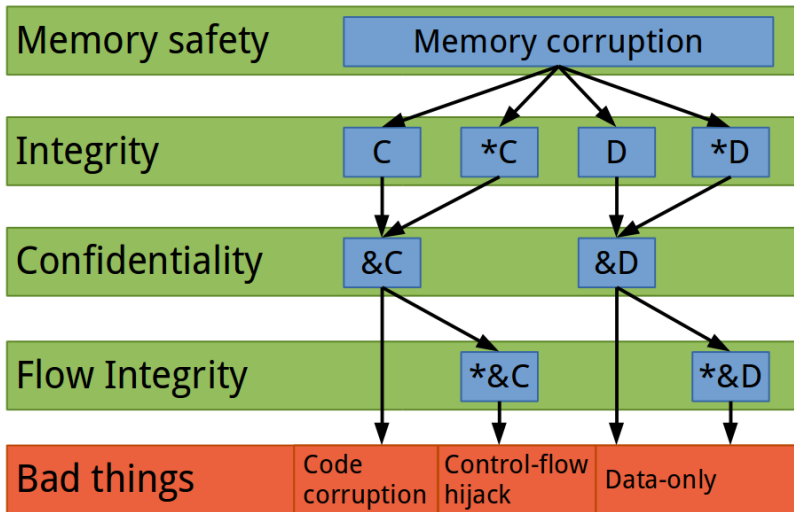 Memory safety
Memory corruption
Integrity
C
*C
D
*D
Confidentiality
&C
&D
Flow Integrity
*&C
*&D
Bad things
Code
corruption
Control-flow
hijack
Data-only